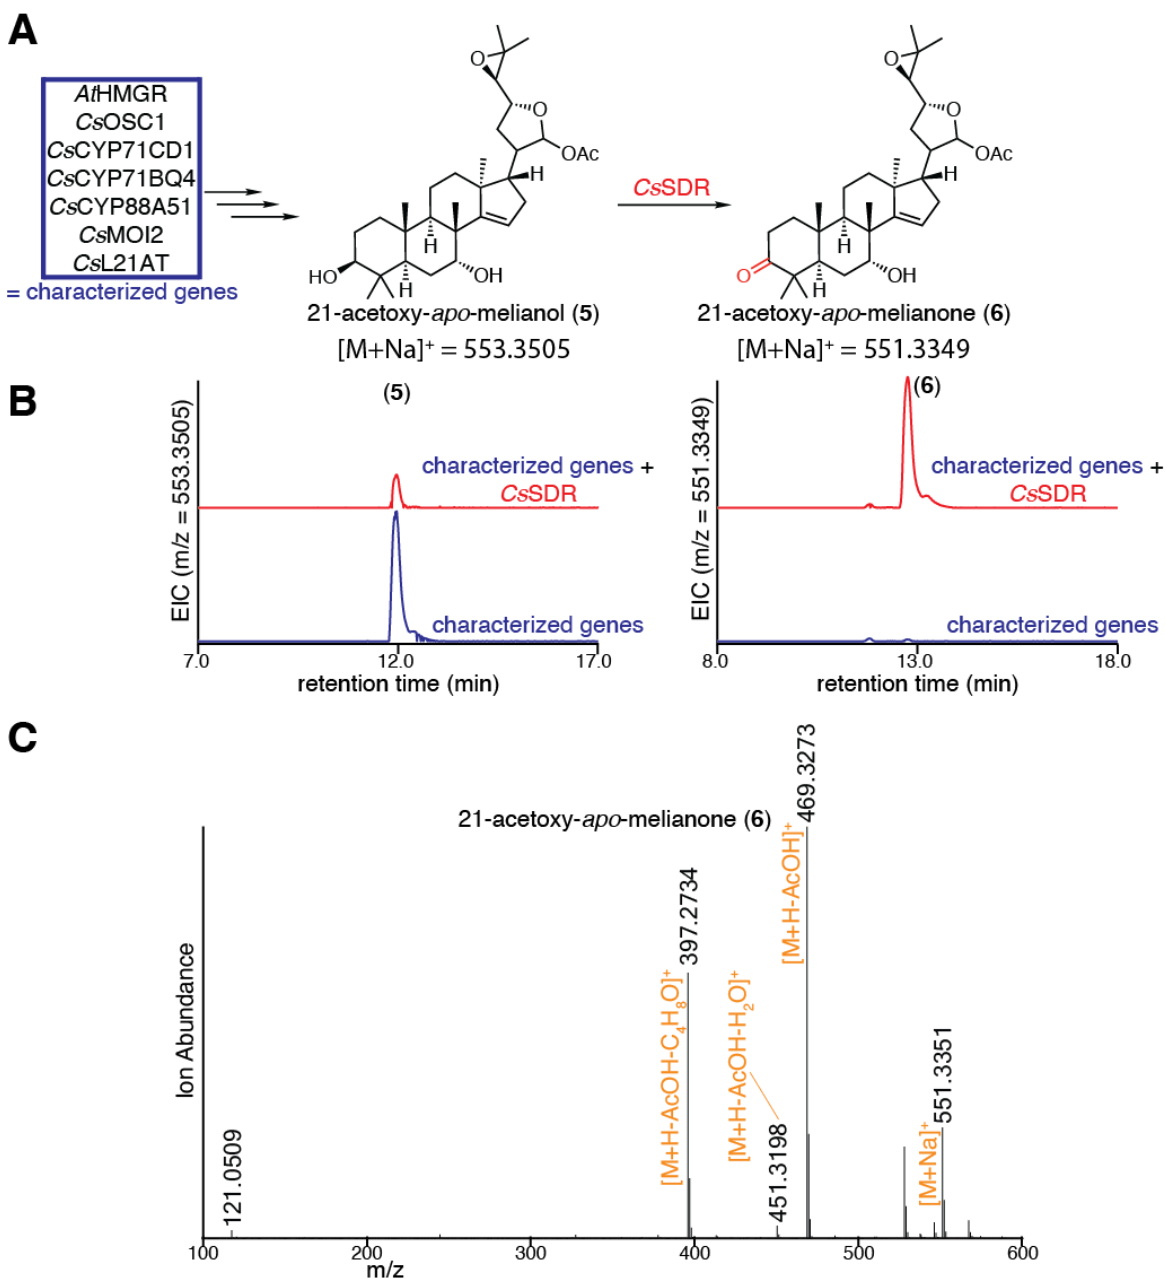 A
AtHMGR
CsOSC1
CsCYP71CD1
CsCYP71BQ4
CsCYP88A51
CsMOI2
CsL21AT
= characterized genes
O
O
OAc
H
H
H
HO
OH
21-acetoxy-apo-melianol (5)
[M+Na]⁺ = 553.3505
CsSDR
O
O
OAc
H
H
H
O
OH
21-acetoxy-apo-melianone (6)
[M+Na]⁺ = 551.3349
B
(5)
EIC (m/z = 553.3505)
characterized genes +
CsSDR
characterized genes
7.0 12.0 17.0
retention time (min)
(6)
EIC (m/z = 551.3349)
characterized genes +
CsSDR
characterized genes
8.0 13.0 18.0
retention time (min)
C
21-acetoxy-apo-melianone (6)
Ion Abundance
121.0509
[M+H-AcOH-C₄H₈O]⁺
397.2734
[M+H-AcOH-H₂O]⁺
451.3198
[M+H-AcOH]⁺
469.3273
[M+Na]⁺
551.3351
100 200 300 400 500 600
m/z